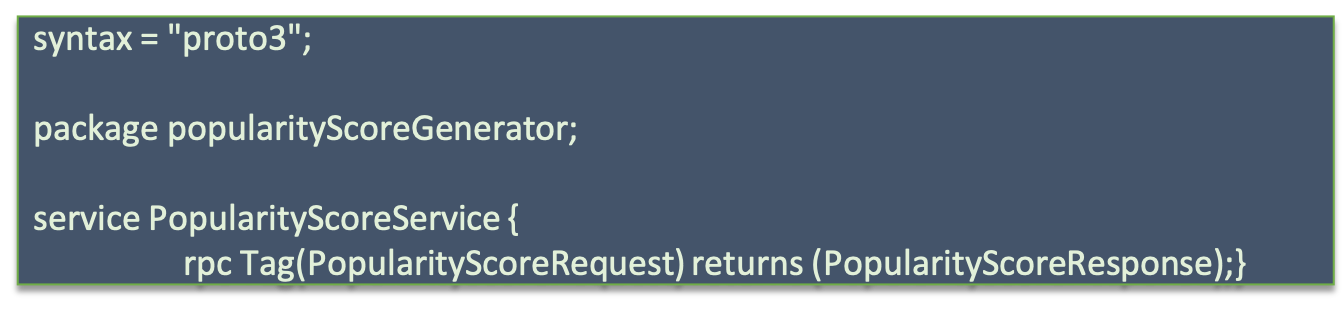 syntax = "proto3";
package popularityScoreGenerator;
service PopularityScoreService {
rpc Tag(PopularityScoreRequest) returns (PopularityScoreResponse);}